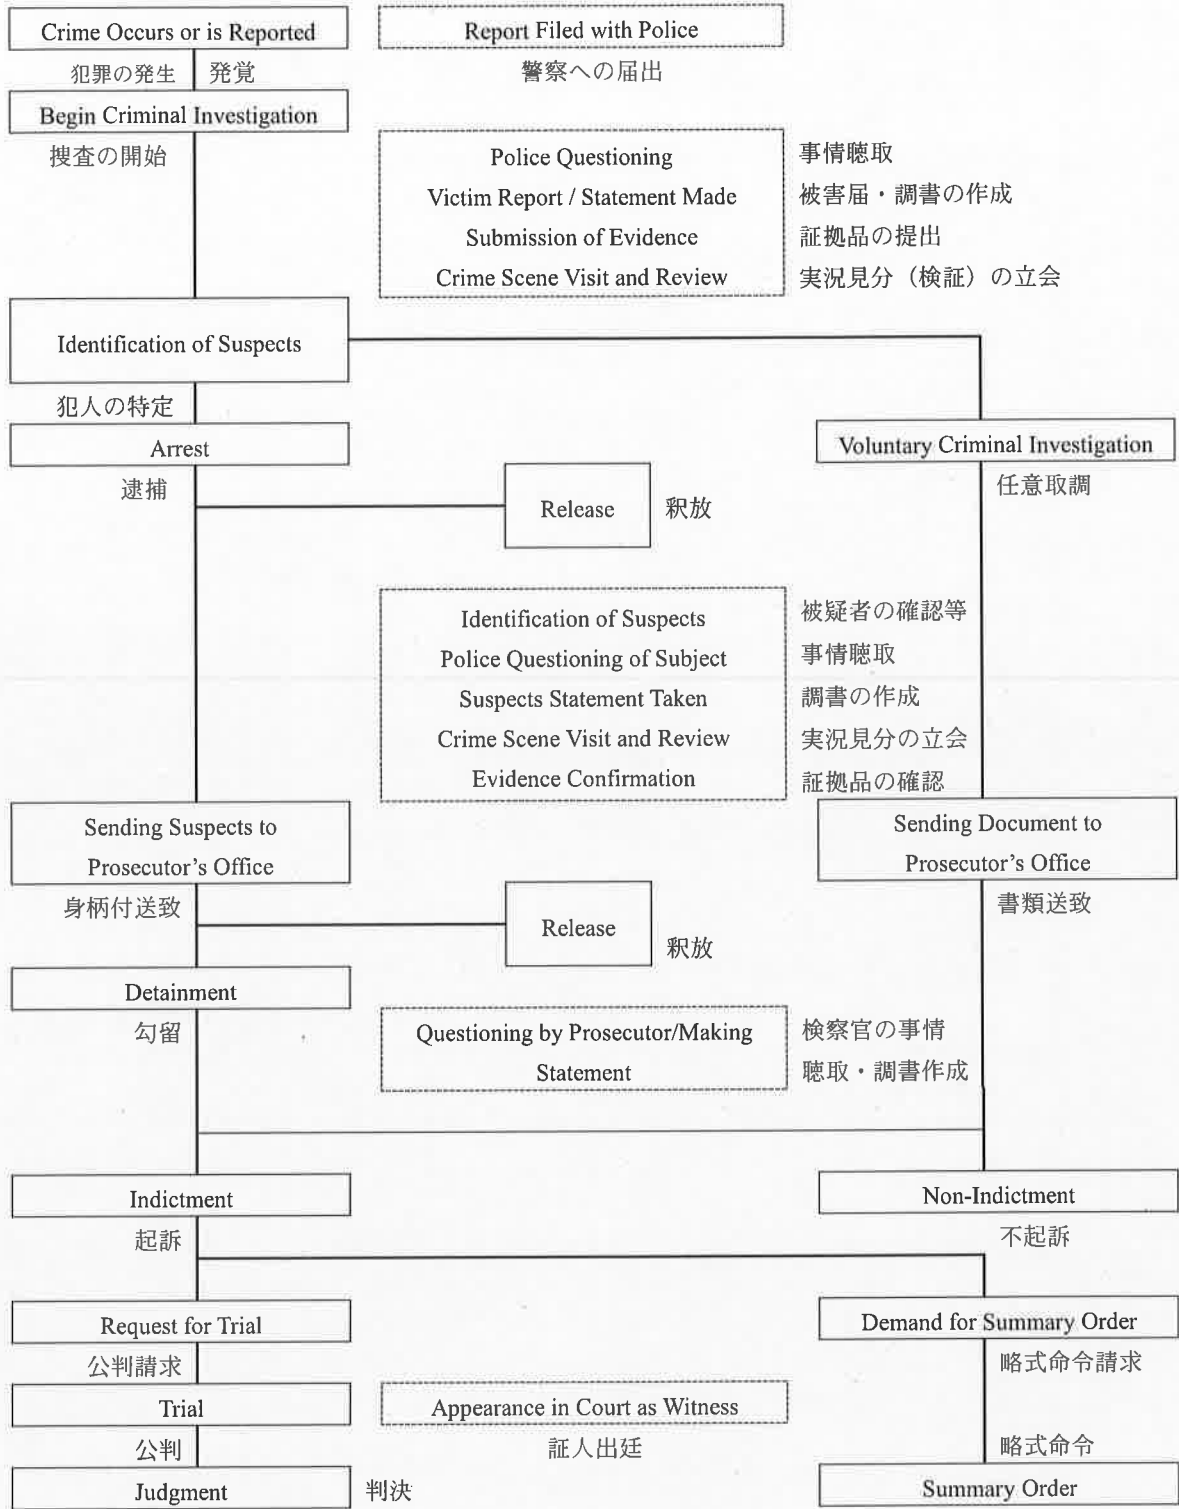 Crime Occurs or is Reported
Report Filed with Police
犯罪の発生 発覚
警察への届出
Begin Criminal Investigation
捜査の開始
Police Questioning
事情聴取
Victim Report / Statement Made
被害届・調書の作成
Submission of Evidence
証拠品の提出
Crime Scene Visit and Review
実況見分（検証）の立会
Identification of Suspects
犯人の特定
Arrest
逮捕
Voluntary Criminal Investigation
任意取調
Release
釈放
Identification of Suspects
被疑者の確認等
Police Questioning of Subject
事情聴取
Suspects Statement Taken
調書の作成
Crime Scene Visit and Review
実況見分の立会
Evidence Confirmation
証拠品の確認
Sending Suspects to
Prosecutor's Office
身柄付送致
Sending Document to
Prosecutor's Office
書類送致
Release
釈放
Detainment
勾留
Questioning by Prosecutor/Making
Statement
検察官の事情
聴取・調書作成
Indictment
起訴
Non-Indictment
不起訴
Request for Trial
公判請求
Demand for Summary Order
略式命令請求
Trial
公判
Appearance in Court as Witness
証人出廷
略式命令
Judgment
判決
Summary Order